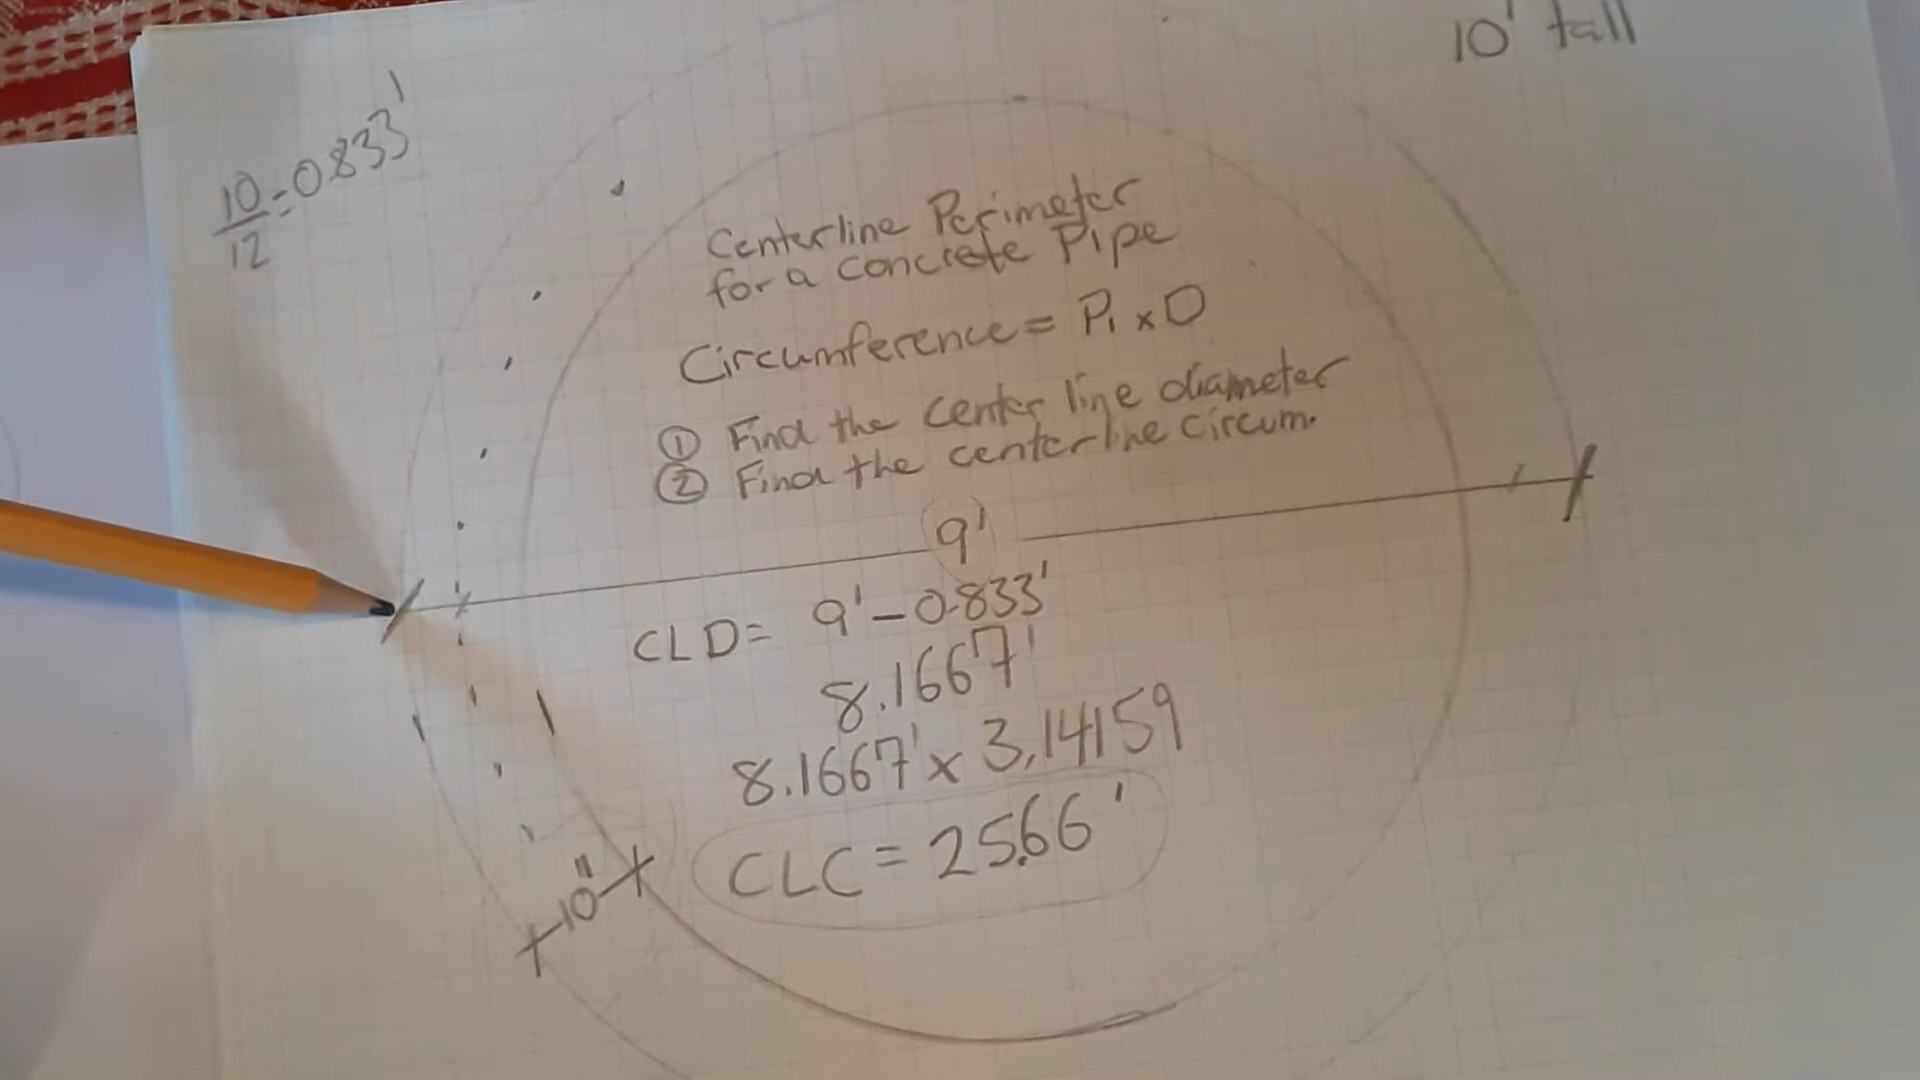 10' tall
10/12 = 0.833'
Centerline Perimeter
for a concrete Pipe
Circumference = Pi x D
① Find the center line diameter
② Find the centerline circum.
9'
CLD = 9' - 0.833'
8.1667'
8.1667' x 3.14159
CLC = 25.66'
10"